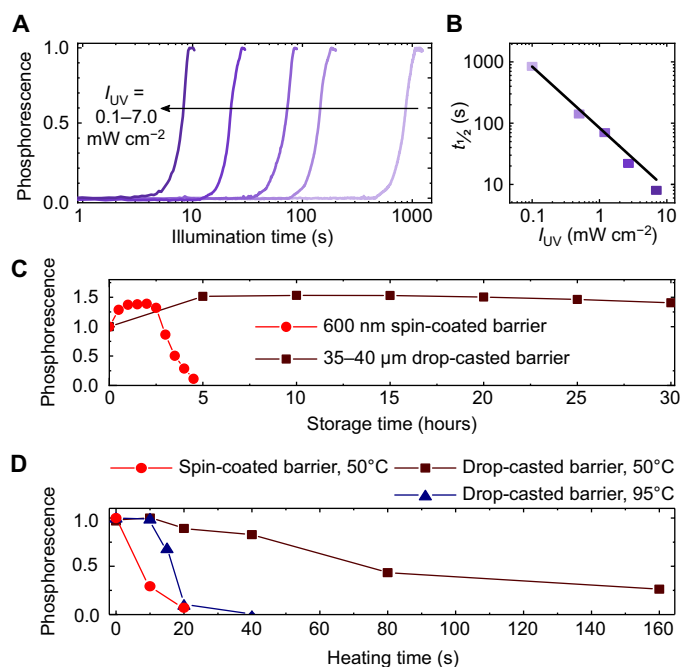 A
Phosphorescence
1.0
0.5
0.0
I_UV =
0.1–7.0
mW cm⁻²
1
10
100
1000
Illumination time (s)
B
t½ (s)
1000
100
10
0.1
1
10
I_UV (mW cm⁻²)
C
Phosphorescence
1.5
1.0
0.5
0.0
600 nm spin-coated barrier
35–40 µm drop-casted barrier
0 5 10 15 20 25 30
Storage time (hours)
D
Spin-coated barrier, 50°C
Drop-casted barrier, 50°C
Drop-casted barrier, 95°C
Phosphorescence
1.0
0.5
0.0
0 20 40 60 80 100 120 140 160
Heating time (s)